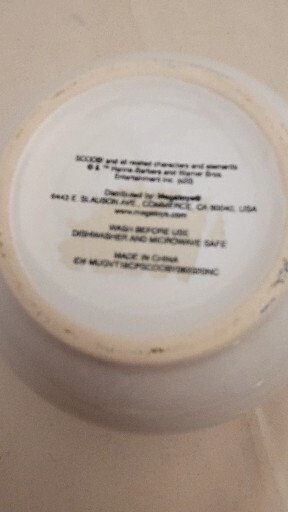 SCOOB! and all related characters and elements
© & ™ Hanna-Barbera and Warner Bros.
Entertainment Inc. (s20)
Distributed by: Megatoys®
6443 E. SLAUSON AVE., COMMERCE, CA 90040, USA
www.megatoys.com
WASH BEFORE USE
DISHWASHER AND MICROWAVE SAFE
MADE IN CHINA